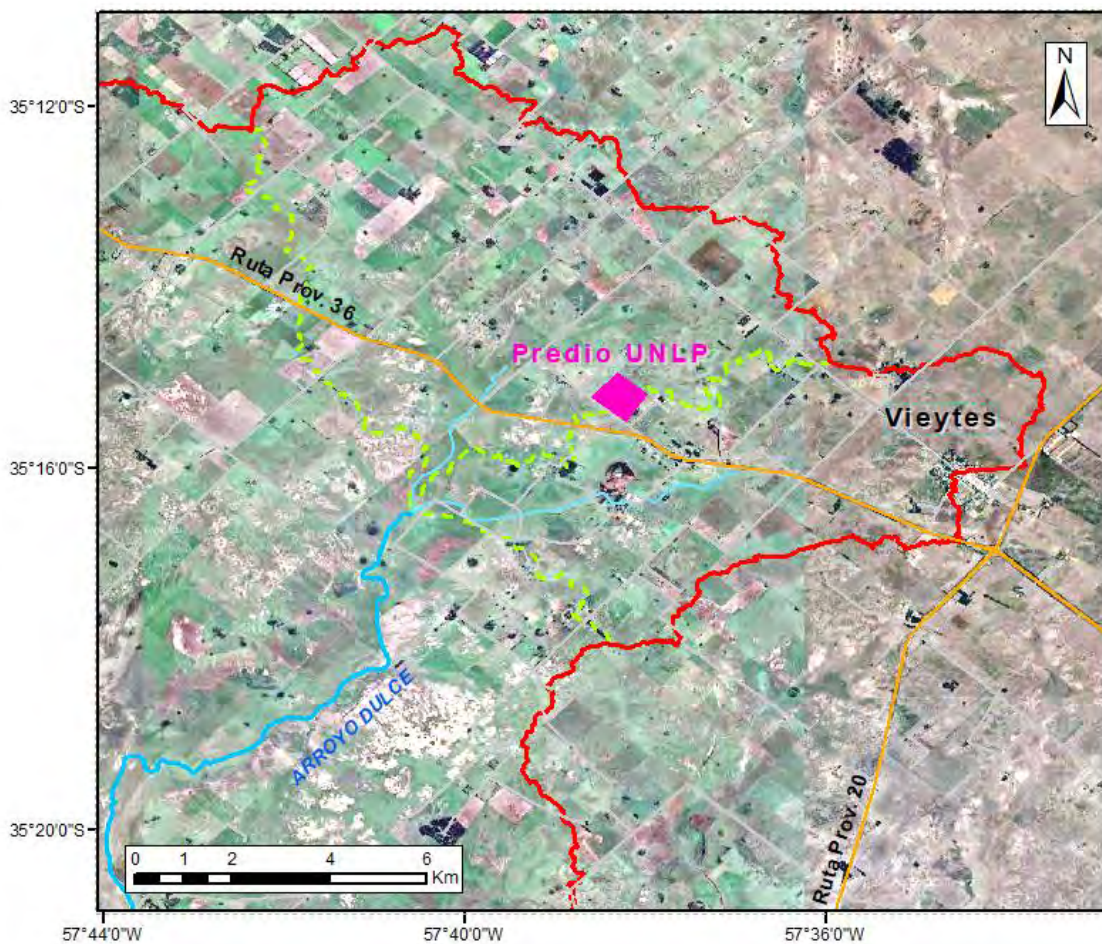 N
35°12'0"S
Ruta Prov. 36
Predio UNLP
Vieytes
35°16'0"S
ARROYO DULCE
Ruta Prov. 20
35°20'0"S
0 1 2 4 6
Km
57°44'0"W 57°40'0"W 57°36'0"W